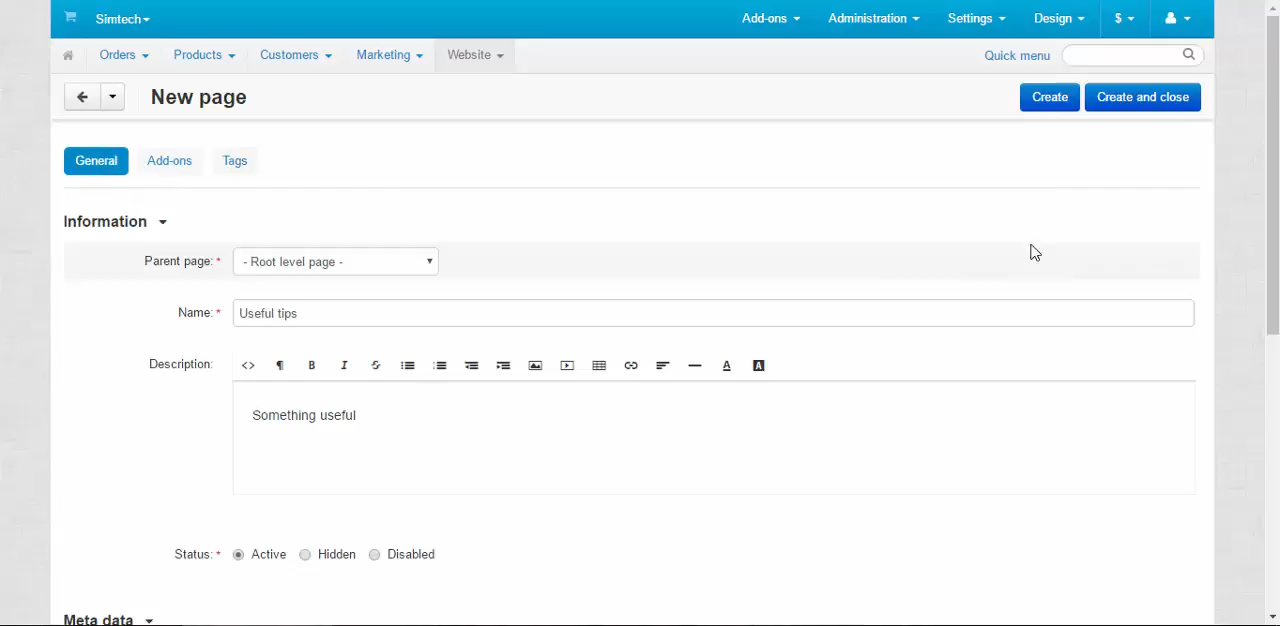 Simtech Add-ons Administration Settings Design $
Orders Products Customers Marketing Website Quick menu
New page Create Create and close
General Add-ons Tags
Information
Parent page: * - Root level page -
Name: * Useful tips
Description: <> ¶ B I S A A
Something useful
Status: * Active Hidden Disabled
Meta data